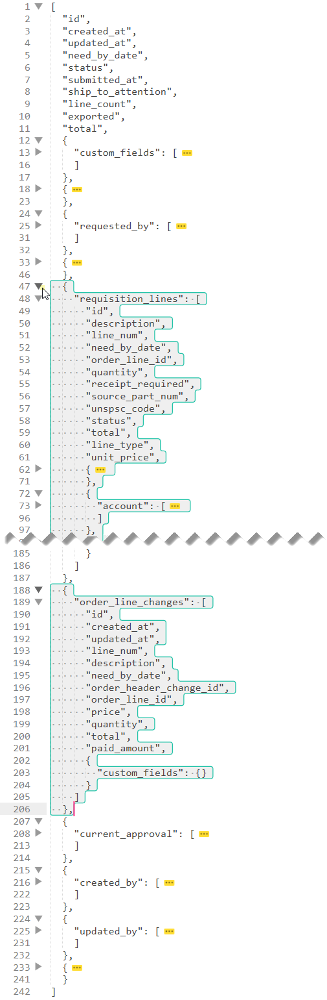 1 [
2 "id",
3 "created_at",
4 "updated_at",
5 "need_by_date",
6 "status",
7 "submitted_at",
8 "ship_to_attention",
9 "line_count",
10 "exported",
11 "total",
12 {
13 "custom_fields": [ ...
16 ]
17 },
18 { ...
23 },
24 {
25 "requested_by": [ ...
31 ]
32 },
33 { ...
46 },
47 {
48 "requisition_lines": [
49 "id",
50 "description",
51 "line_num",
52 "need_by_date",
53 "order_line_id",
54 "quantity",
55 "receipt_required",
56 "source_part_num",
57 "unspsc_code",
58 "status",
59 "total",
60 "line_type",
61 "unit_price",
62 { ...
71 },
72 {
73 "account": [ ...
96 ]
97 },
185 }
186 ]
187 },
188 {
189 "order_line_changes": [
190 "id",
191 "created_at",
192 "updated_at",
193 "line_num",
194 "description",
195 "need_by_date",
196 "order_header_change_id",
197 "order_line_id",
198 "price",
199 "quantity",
200 "total",
201 "paid_amount",
202 {
203 "custom_fields": {}
204 }
205 ]
206 },
207 {
208 "current_approval": [ ...
213 ]
214 },
215 {
216 "created_by": [ ...
222 ]
223 },
224 {
225 "updated_by": [ ...
231 ]
232 },
233 { ...
241 }
242 ]